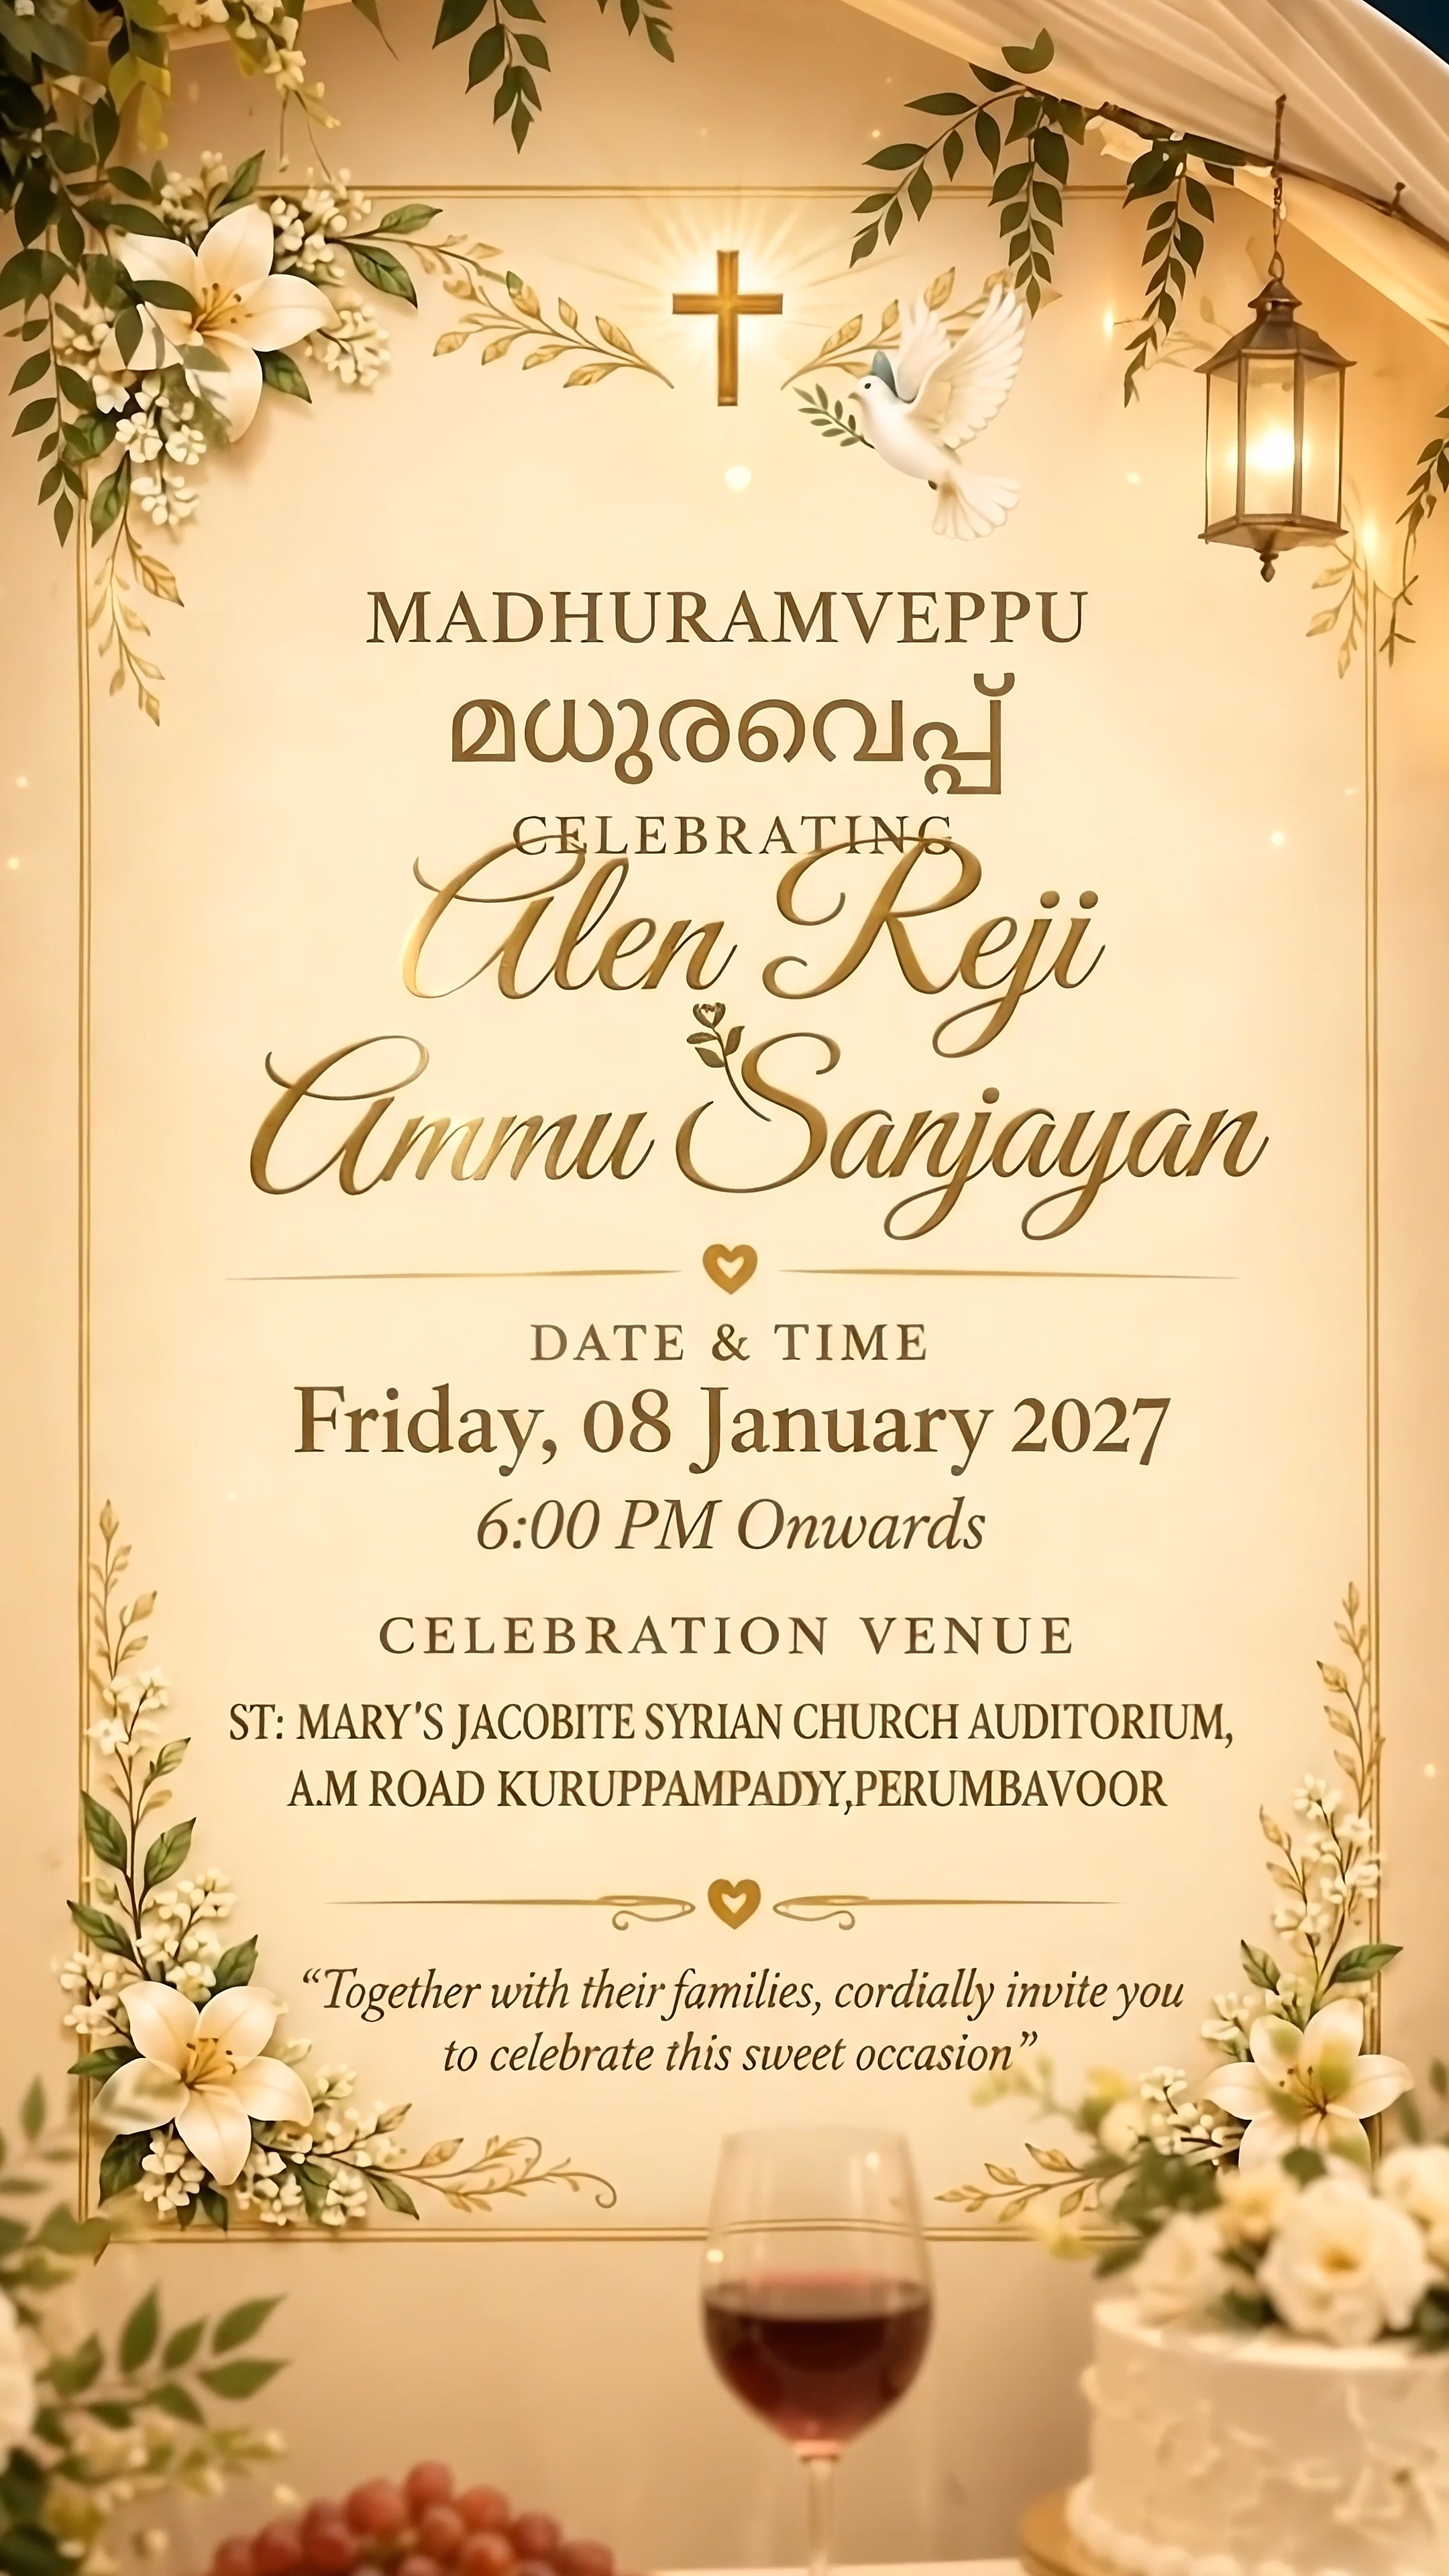 MADHURAMVEPPU
മധുരവെപ്പ്
CELEBRATING
Alen Reji
Ammu Sanjayan
DATE & TIME
Friday, 08 January 2027
6:00 PM Onwards
CELEBRATION VENUE
ST: MARY'S JACOBITE SYRIAN CHURCH AUDITORIUM,
A.M ROAD KURUPPAMPADYY,PERUMBAVOOR
“Together with their families, cordially invite you
to celebrate this sweet occasion”